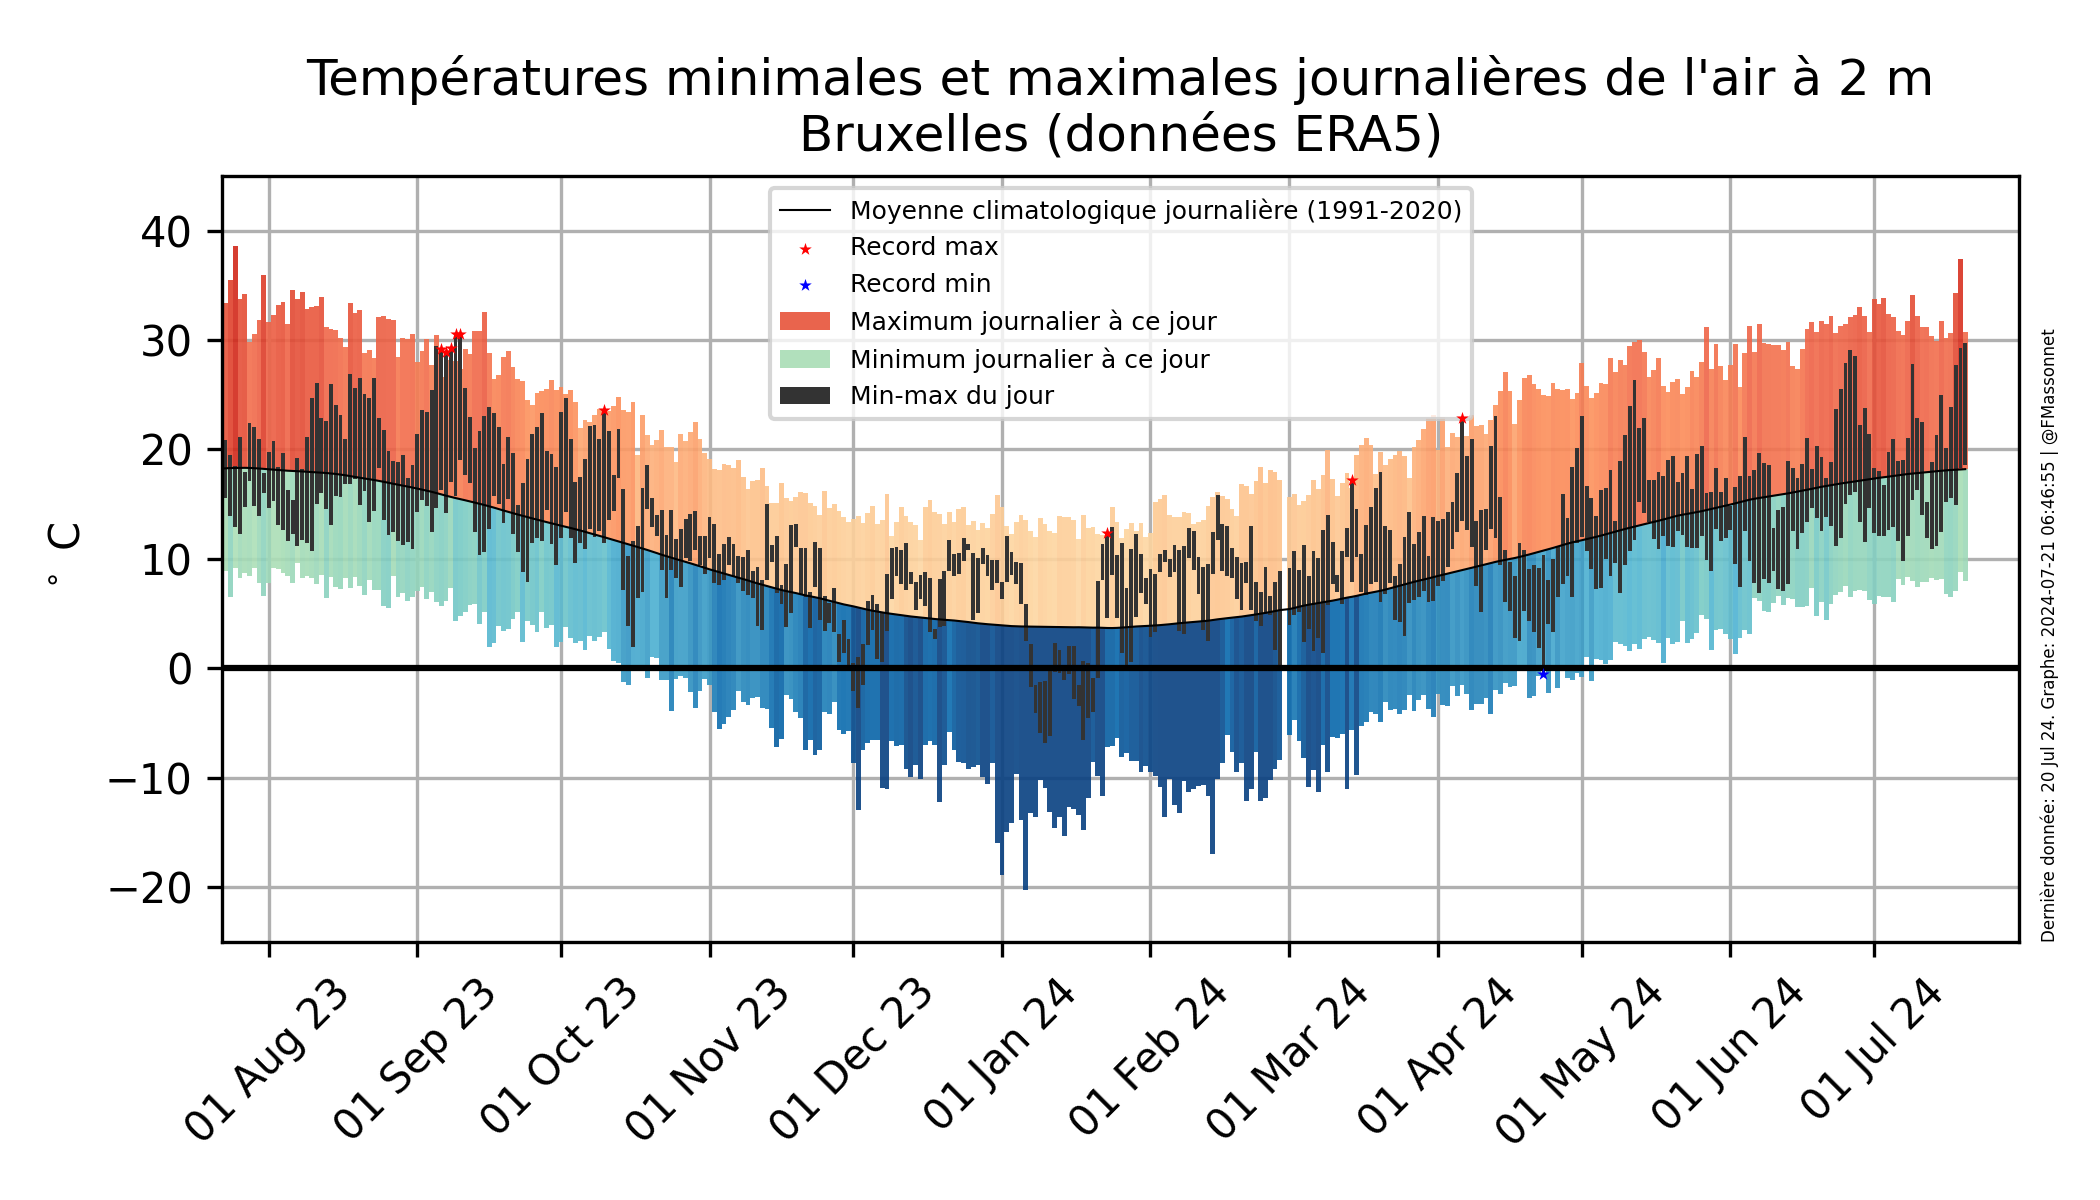 Températures minimales et maximales journalières de l'air à 2 m
Bruxelles (données ERA5)
Moyenne climatologique journalière (1991-2020)
Record max
Record min
Maximum journalier à ce jour
Minimum journalier à ce jour
Min-max du jour
° C
40
30
20
10
0
−10
−20
01 Aug 23
01 Sep 23
01 Oct 23
01 Nov 23
01 Dec 23
01 Jan 24
01 Feb 24
01 Mar 24
01 Apr 24
01 May 24
01 Jun 24
01 Jul 24
Dernière donnée: 20 Jul 24. Graphe: 2024-07-21 06:46:55 | @FMassonnet